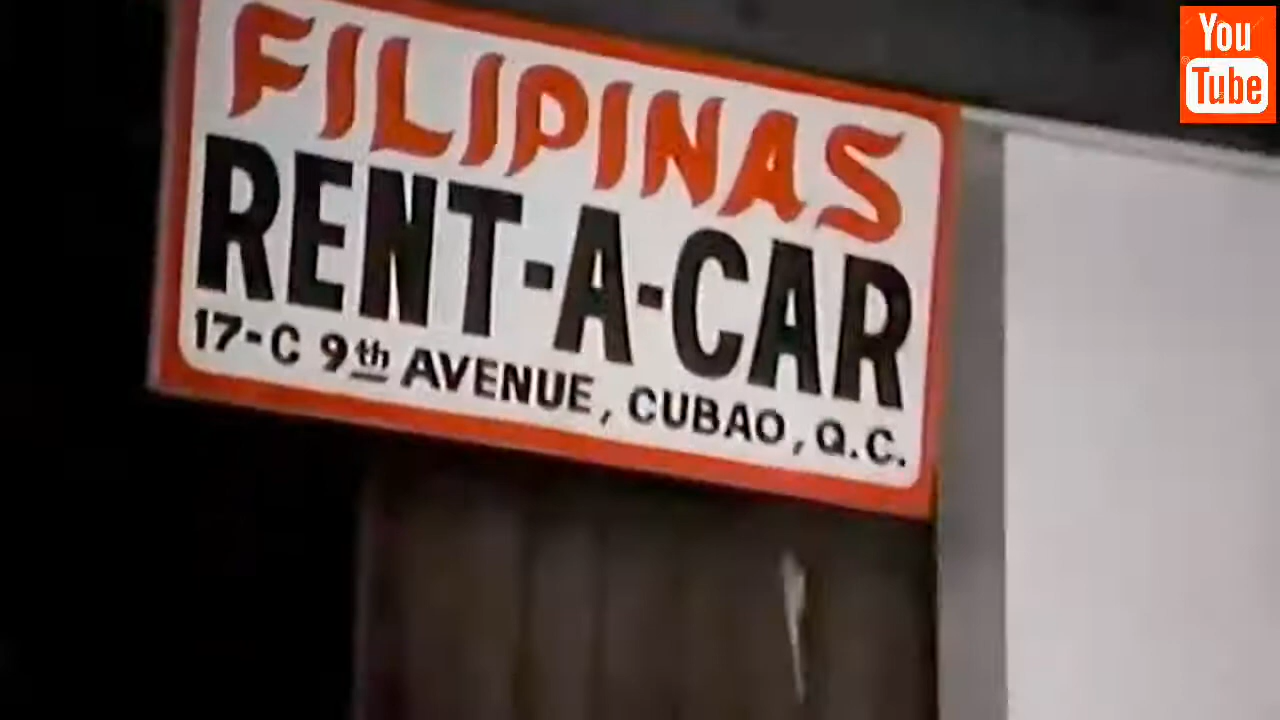 FILIPINAS
RENT-A-CAR
17-C 9th AVENUE, CUBAO, Q.C.
You
Tube